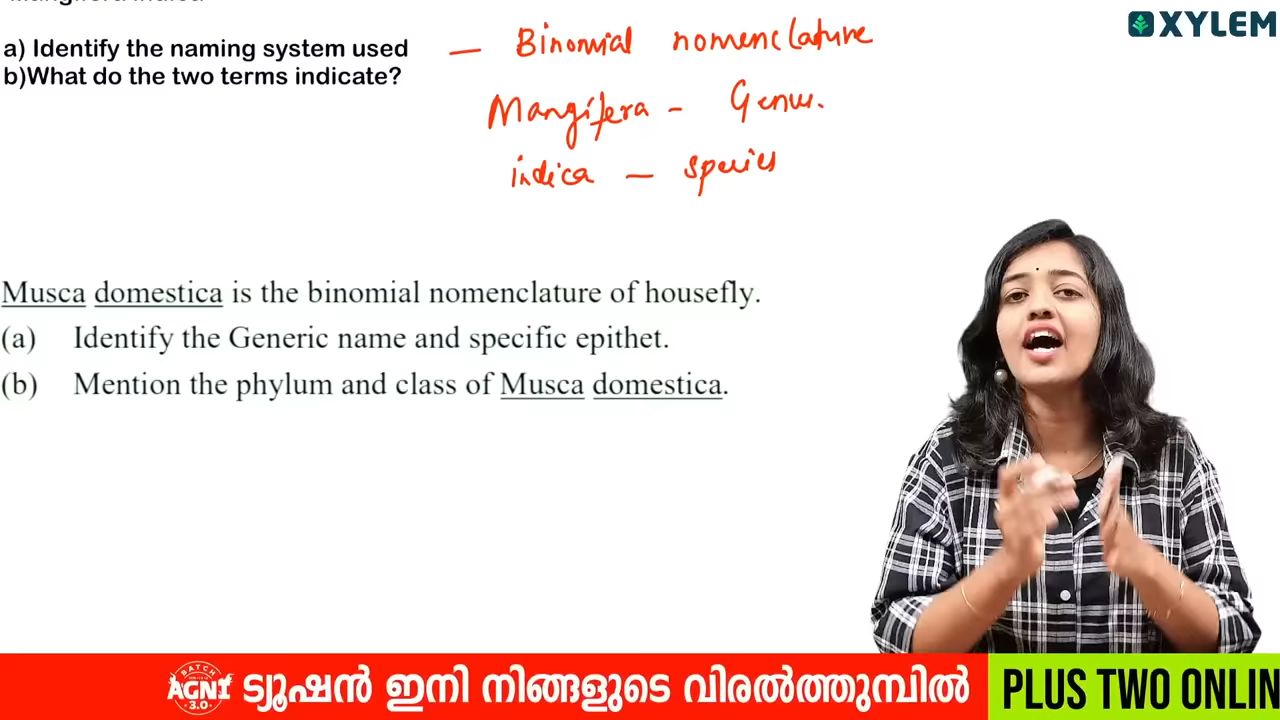 XYLEM
a) Identify the naming system used
— Binomial nomenclature
b)What do the two terms indicate?
Mangifera - Genus.
indica — species
Musca domestica is the binomial nomenclature of housefly.
(a) Identify the Generic name and specific epithet.
(b) Mention the phylum and class of Musca domestica.
BATCH
AGNI
3.0
ട്യൂഷൻ ഇനി നിങ്ങളുടെ വിരൽത്തുമ്പിൽ
PLUS TWO ONLIN